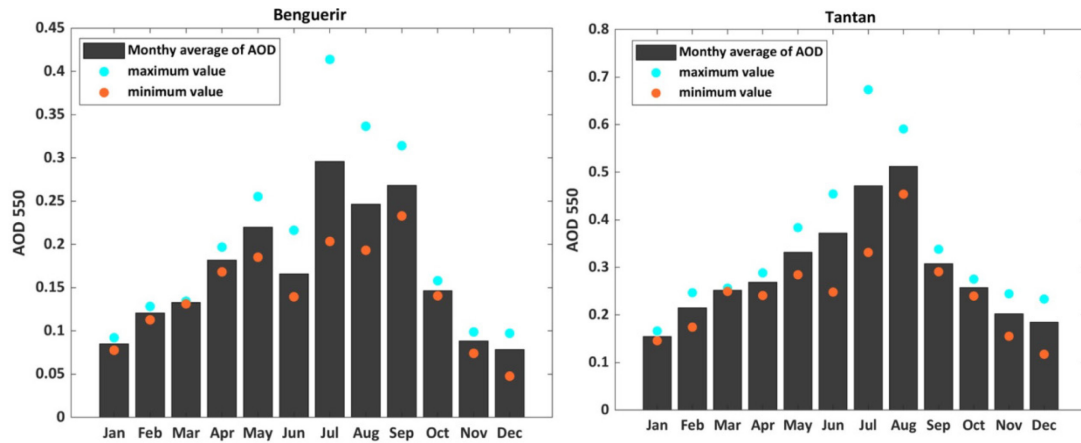 Benguerir
0.45
0.4
0.35
0.3
0.25
0.2
0.15
0.1
0.05
0
AOD 550
Monthy average of AOD
maximum value
minimum value
Jan Feb Mar Apr May Jun Jul Aug Sep Oct Nov Dec
Tantan
0.8
0.7
0.6
0.5
0.4
0.3
0.2
0.1
0
AOD 550
Monthy average of AOD
maximum value
minimum value
Jan Feb Mar Apr May Jun Jul Aug Sep Oct Nov Dec